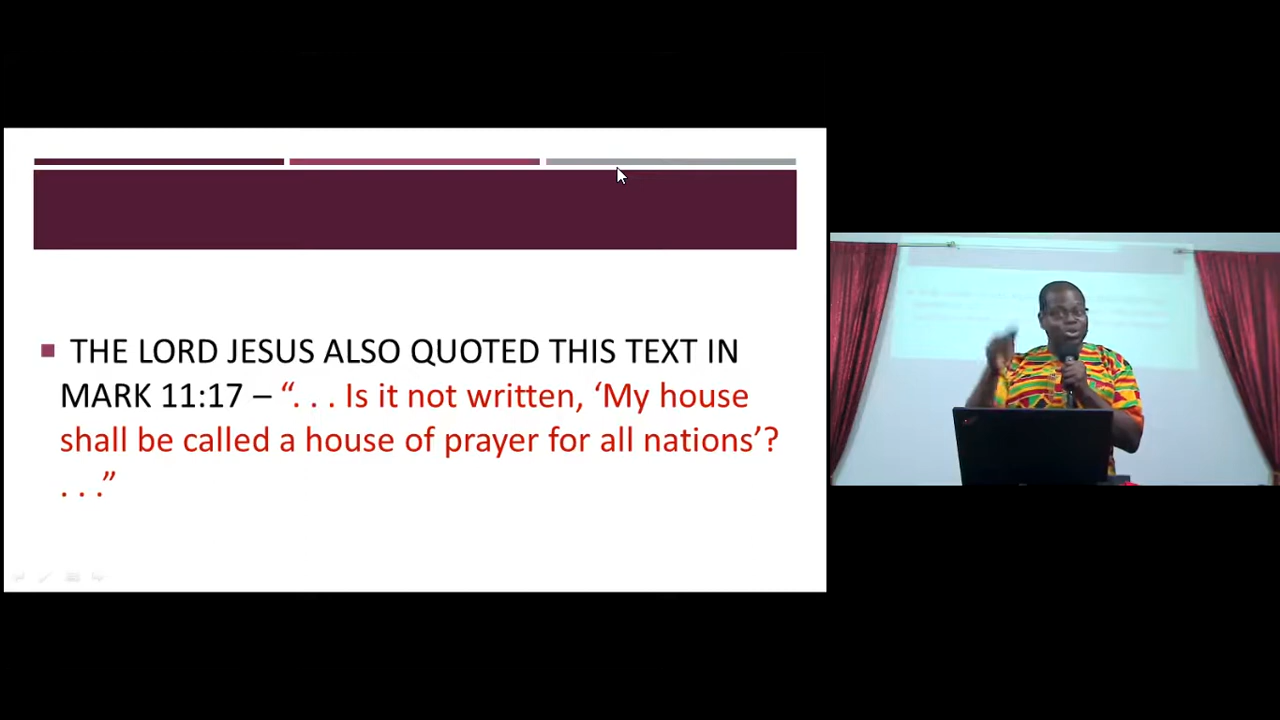 THE LORD JESUS ALSO QUOTED THIS TEXT IN
MARK 11:17 – “. . . Is it not written, ‘My house
shall be called a house of prayer for all nations’?
. . .”